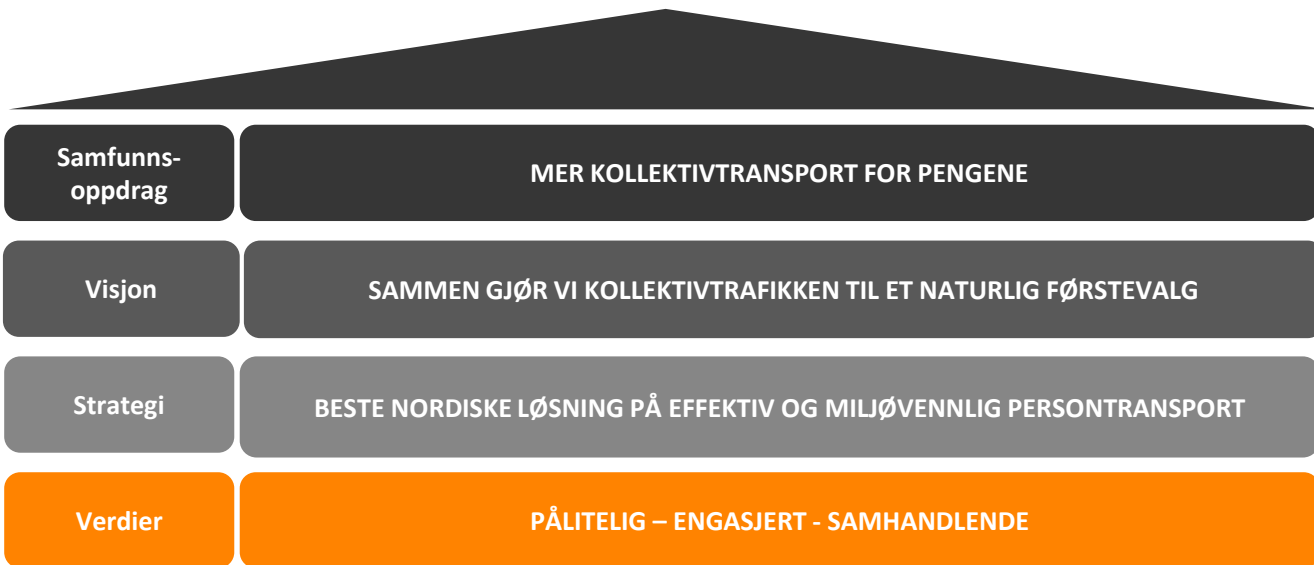 Samfunns-
oppdrag
MER KOLLEKTIVTRANSPORT FOR PENGENE
Visjon
SAMMEN GJØR VI KOLLEKTIVTRAFIKKEN TIL ET NATURLIG FØRSTEVALG
Strategi
BESTE NORDISKE LØSNING PÅ EFFEKTIV OG MILJØVENNLIG PERSONTRANSPORT
Verdier
PÅLITELIG – ENGASJERT - SAMHANDLENDE